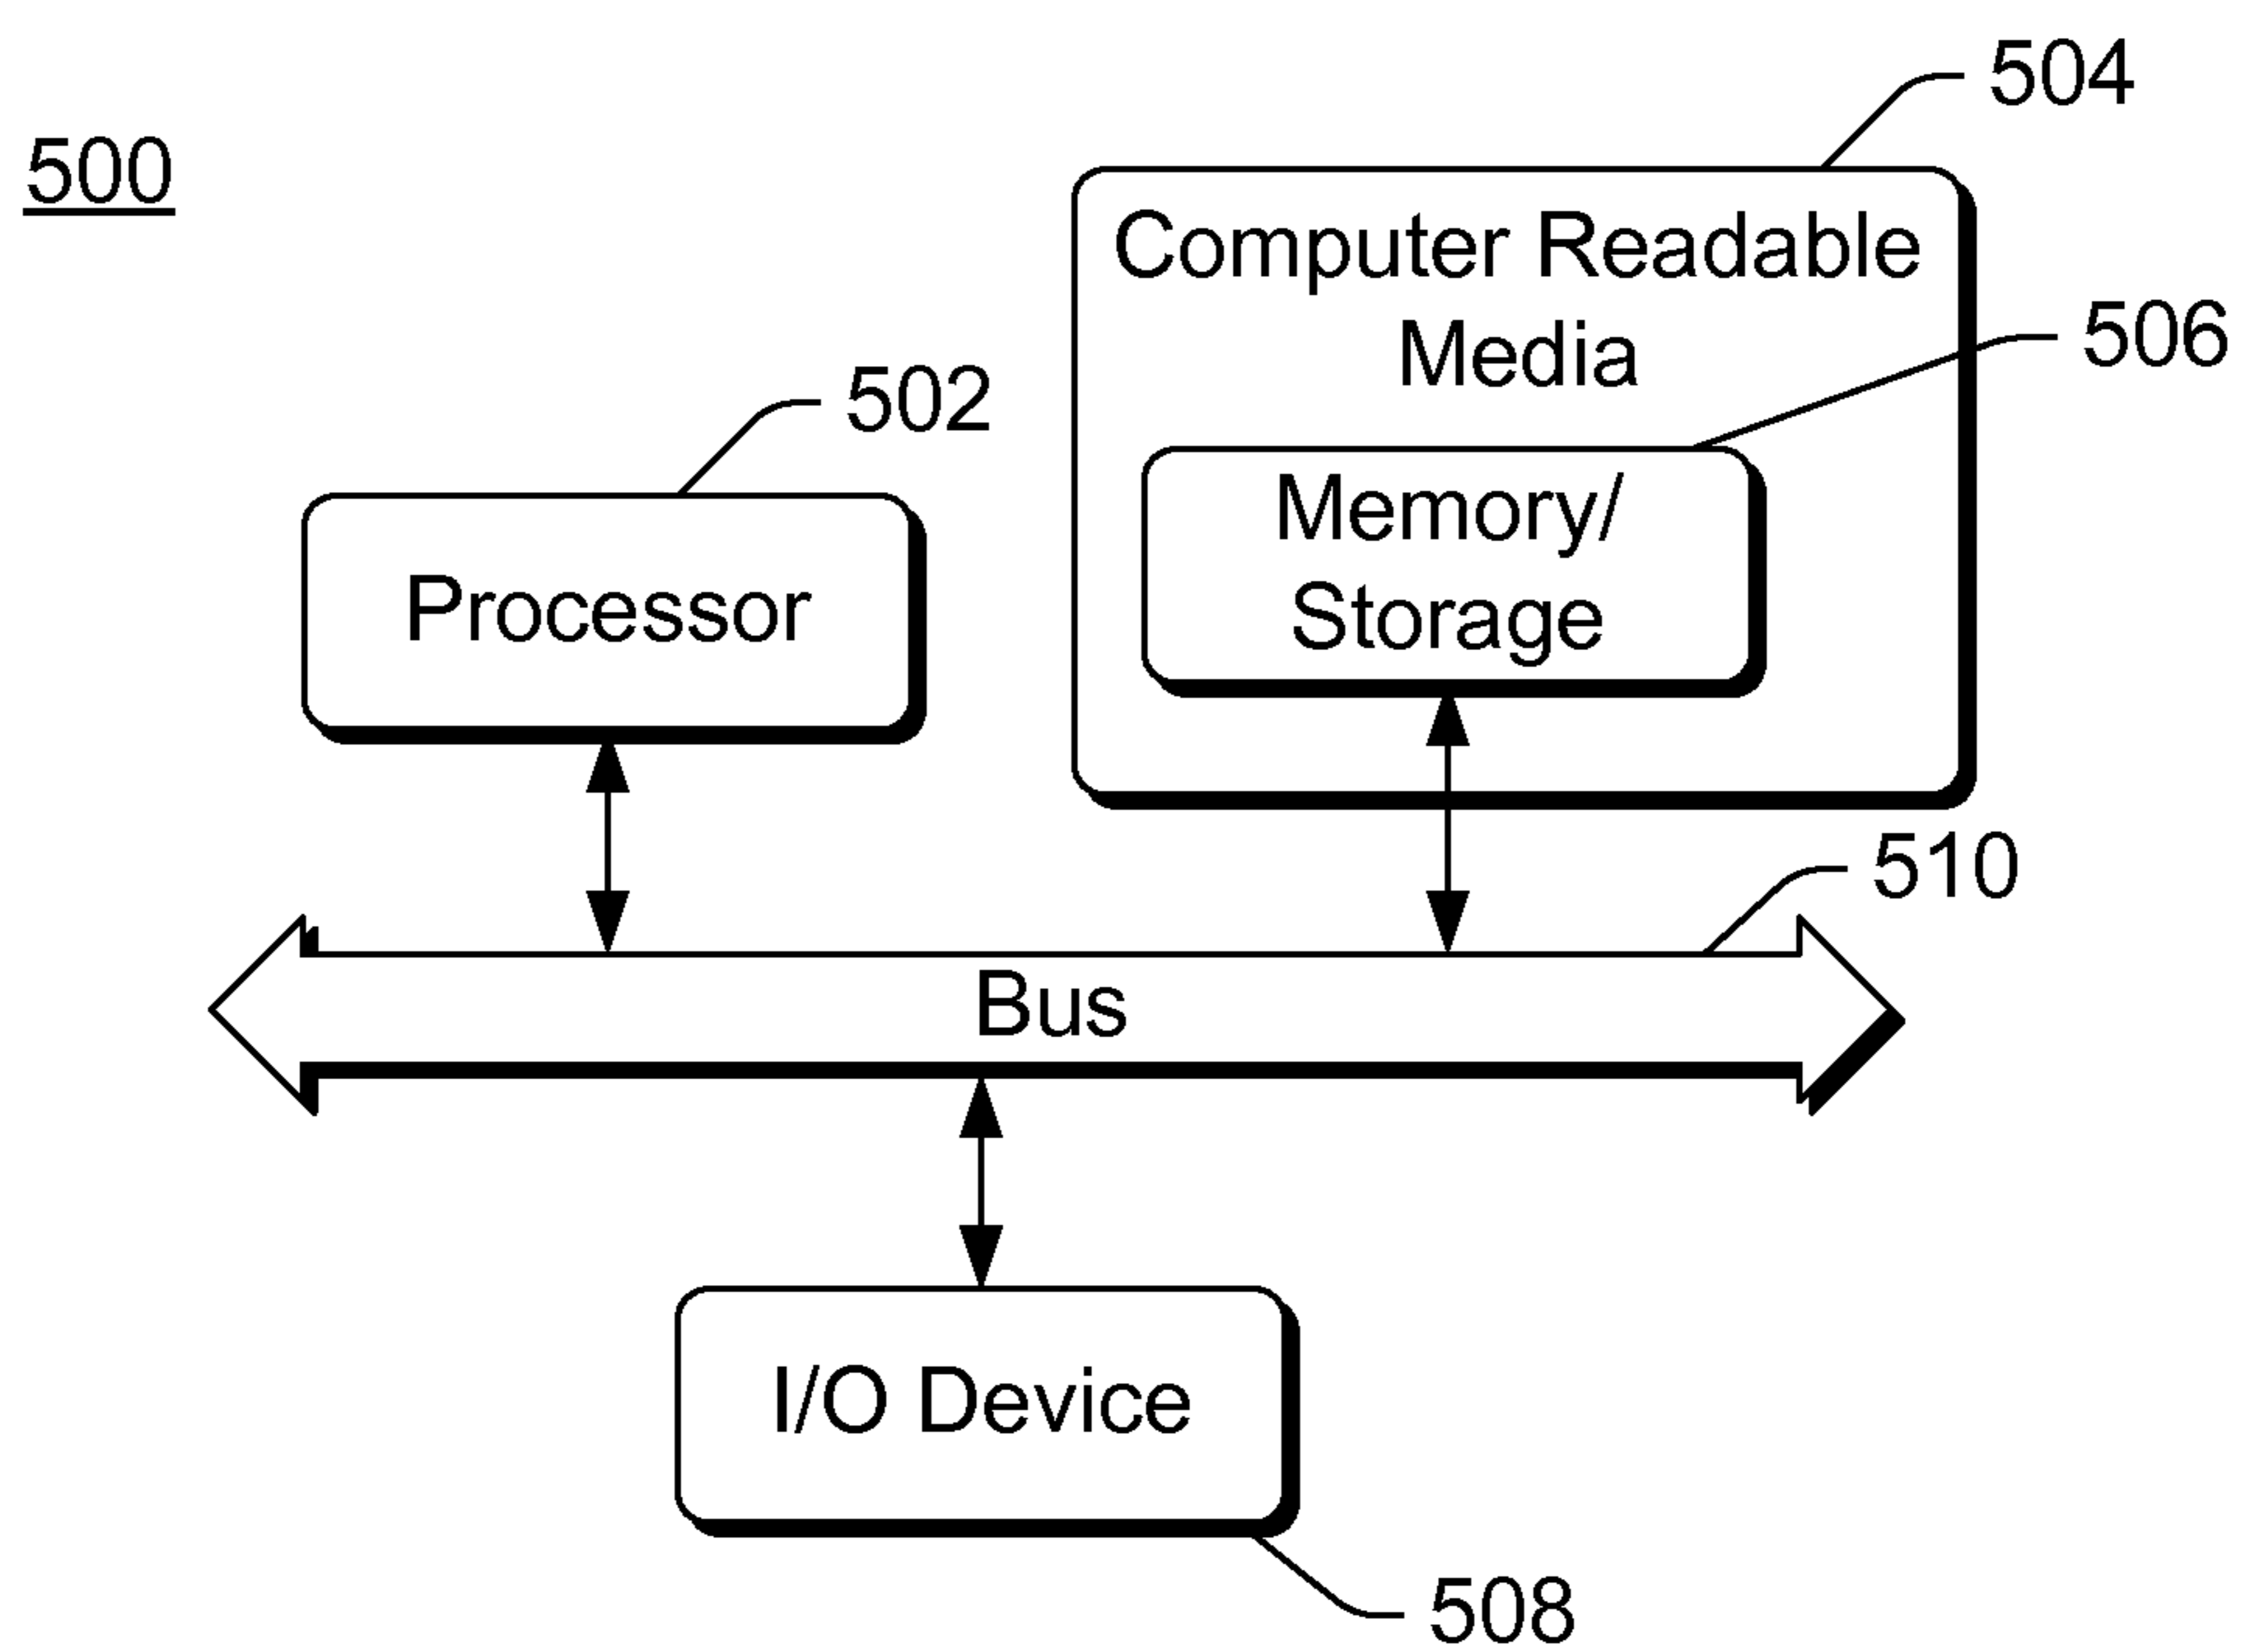 504
500
Computer Readable
Media
506
502
Memory/
Storage
Processor
510
Bus
I/O Device
508